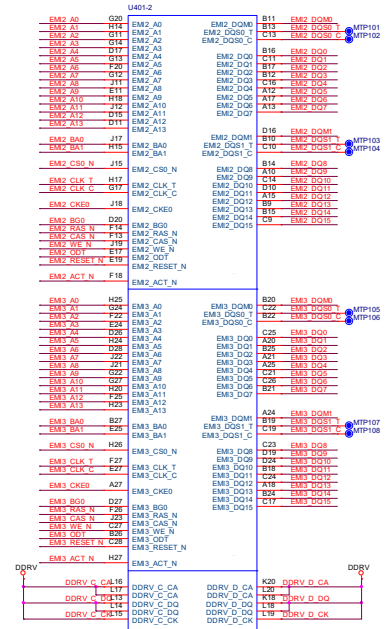 U401-2
EMI2_A0 G20 EMI2_A0 EMI2_DQM0 B11 EMI2_DQM0
EMI2_A1 H14 EMI2_A1 EMI2_DQS0_T B13 EMI2_DQS0_T MTP101
EMI2_A2 G11 EMI2_A2 EMI2_DQS0_C C13 EMI2_DQS0_C MTP102
EMI2_A3 G14 EMI2_A3
EMI2_A4 D17 EMI2_A4 EMI2_DQ0 B16 EMI2_DQ0
EMI2_A5 G13 EMI2_A5 EMI2_DQ1 C11 EMI2_DQ1
EMI2_A6 F20 EMI2_A6 EMI2_DQ2 B17 EMI2_DQ2
EMI2_A7 G12 EMI2_A7 EMI2_DQ3 B12 EMI2_DQ3
EMI2_A8 J11 EMI2_A8 EMI2_DQ4 C16 EMI2_DQ4
EMI2_A9 E11 EMI2_A9 EMI2_DQ5 A12 EMI2_DQ5
EMI2_A10 H18 EMI2_A10 EMI2_DQ6 A17 EMI2_DQ6
EMI2_A11 J12 EMI2_A11 EMI2_DQ7 A13 EMI2_DQ7
EMI2_A12 D15 EMI2_A12
EMI2_A13 D11 EMI2_A13
EMI2_DQM1 D16 EMI2_DQM1
EMI2_BA0 J17 EMI2_BA0 EMI2_DQS1_T B10 EMI2_DQS1_T MTP103
EMI2_BA1 H15 EMI2_BA1 EMI2_DQS1_C C10 EMI2_DQS1_C MTP104
EMI2_CS0_N J15 EMI2_CS0_N EMI2_DQ8 B14 EMI2_DQ8
EMI2_DQ9 A10 EMI2_DQ9
EMI2_CLK_T H17 EMI2_CLK_T EMI2_DQ10 C14 EMI2_DQ10
EMI2_CLK_C G17 EMI2_CLK_C EMI2_DQ11 D10 EMI2_DQ11
EMI2_DQ12 A15 EMI2_DQ12
EMI2_CKE0 J18 EMI2_CKE0 EMI2_DQ13 B9 EMI2_DQ13
EMI2_DQ14 B15 EMI2_DQ14
EMI2_BG0 D20 EMI2_BG0 EMI2_DQ15 C9 EMI2_DQ15
EMI2_RAS_N F14 EMI2_RAS_N
EMI2_CAS_N F13 EMI2_CAS_N
EMI2_WE_N J19 EMI2_WE_N
EMI2_ODT E17 EMI2_ODT
EMI2_RESET_N E19 EMI2_RESET_N
EMI2_ACT_N F18 EMI2_ACT_N
EMI3_A0 H25 EMI3_A0 EMI3_DQM0 B20 EMI3_DQM0
EMI3_A1 G24 EMI3_A1 EMI3_DQS0_T C22 EMI3_DQS0_T MTP105
EMI3_A2 F22 EMI3_A2 EMI3_DQS0_C B22 EMI3_DQS0_C MTP106
EMI3_A3 E24 EMI3_A3
EMI3_A4 D26 EMI3_A4 EMI3_DQ0 C25 EMI3_DQ0
EMI3_A5 H24 EMI3_A5 EMI3_DQ1 A20 EMI3_DQ1
EMI3_A6 D28 EMI3_A6 EMI3_DQ2 B25 EMI3_DQ2
EMI3_A7 J22 EMI3_A7 EMI3_DQ3 A21 EMI3_DQ3
EMI3_A8 J21 EMI3_A8 EMI3_DQ4 A25 EMI3_DQ4
EMI3_A9 G22 EMI3_A9 EMI3_DQ5 C21 EMI3_DQ5
EMI3_A10 G27 EMI3_A10 EMI3_DQ6 C26 EMI3_DQ6
EMI3_A11 H20 EMI3_A11 EMI3_DQ7 B21 EMI3_DQ7
EMI3_A12 F25 EMI3_A12
EMI3_A13 H23 EMI3_A13
EMI3_DQM1 A24 EMI3_DQM1
EMI3_BA0 B27 EMI3_BA0 EMI3_DQS1_T B19 EMI3_DQS1_T MTP107
EMI3_BA1 E25 EMI3_BA1 EMI3_DQS1_C C19 EMI3_DQS1_C MTP108
EMI3_CS0_N H26 EMI3_CS0_N EMI3_DQ8 C23 EMI3_DQ8
EMI3_DQ9 D19 EMI3_DQ9
EMI3_CLK_T F27 EMI3_CLK_T EMI3_DQ10 D24 EMI3_DQ10
EMI3_CLK_C E27 EMI3_CLK_C EMI3_DQ11 B18 EMI3_DQ11
EMI3_DQ12 C24 EMI3_DQ12
EMI3_CKE0 A27 EMI3_CKE0 EMI3_DQ13 A18 EMI3_DQ13
EMI3_DQ14 B24 EMI3_DQ14
EMI3_BG0 D27 EMI3_BG0 EMI3_DQ15 C17 EMI3_DQ15
EMI3_RAS_N F26 EMI3_RAS_N
EMI3_CAS_N J23 EMI3_CAS_N
EMI3_WE_N C27 EMI3_WE_N
EMI3_ODT B26 EMI3_ODT
EMI3_RESET_N C28 EMI3_RESET_N
EMI3_ACT_N H27 EMI3_ACT_N
DDRV DDRV
DDRV_C_CA L16 DDRV_C_CA DDRV_D_CA K20 DDRV_D_CA
L17 DDRV_C_CA DDRV_D_CA L20
DDRV_C_DQ L13 DDRV_C_DQ DDRV_D_DQ K18 DDRV_D_DQ
L14 DDRV_C_DQ DDRV_D_DQ L18
DDRV_C_CK L15 DDRV_C_CK DDRV_D_CK L19 DDRV_D_CK